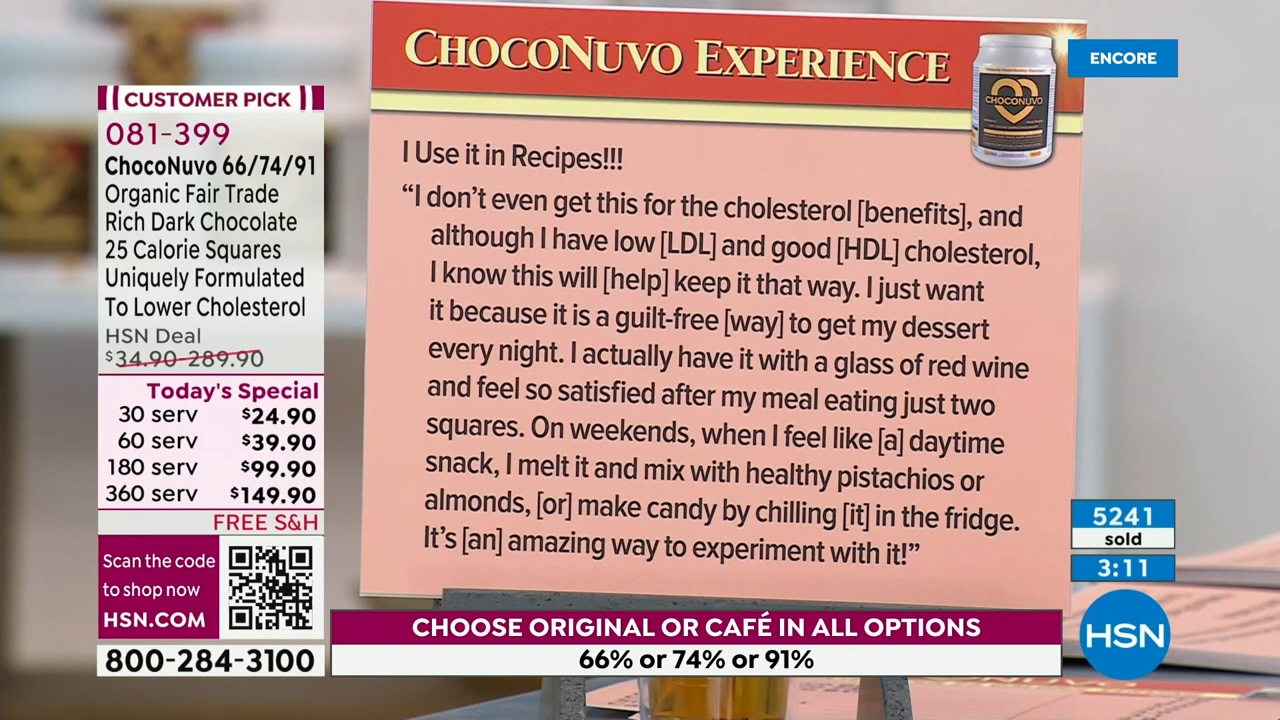 CUSTOMER PICK
081-399
ChocoNuvo 66/74/91
Organic Fair Trade
Rich Dark Chocolate
25 Calorie Squares
Uniquely Formulated
To Lower Cholesterol
HSN Deal
$34.90-289.90
Today's Special
30 serv $24.90
60 serv $39.90
180 serv $99.90
360 serv $149.90
FREE S&H
Scan the code
to shop now
HSN.COM
800-284-3100
CHOCONUVO EXPERIENCE
CHOCONUVO
I Use it in Recipes!!!
“I don’t even get this for the cholesterol [benefits], and
although I have low [LDL] and good [HDL] cholesterol,
I know this will [help] keep it that way. I just want
it because it is a guilt-free [way] to get my dessert
every night. I actually have it with a glass of red wine
and feel so satisfied after my meal eating just two
squares. On weekends, when I feel like [a] daytime
snack, I melt it and mix with healthy pistachios or
almonds, [or] make candy by chilling [it] in the fridge.
It’s [an] amazing way to experiment with it!”
ENCORE
5241
sold
3:11
HSN
CHOOSE ORIGINAL OR CAFÉ IN ALL OPTIONS
66% or 74% or 91%